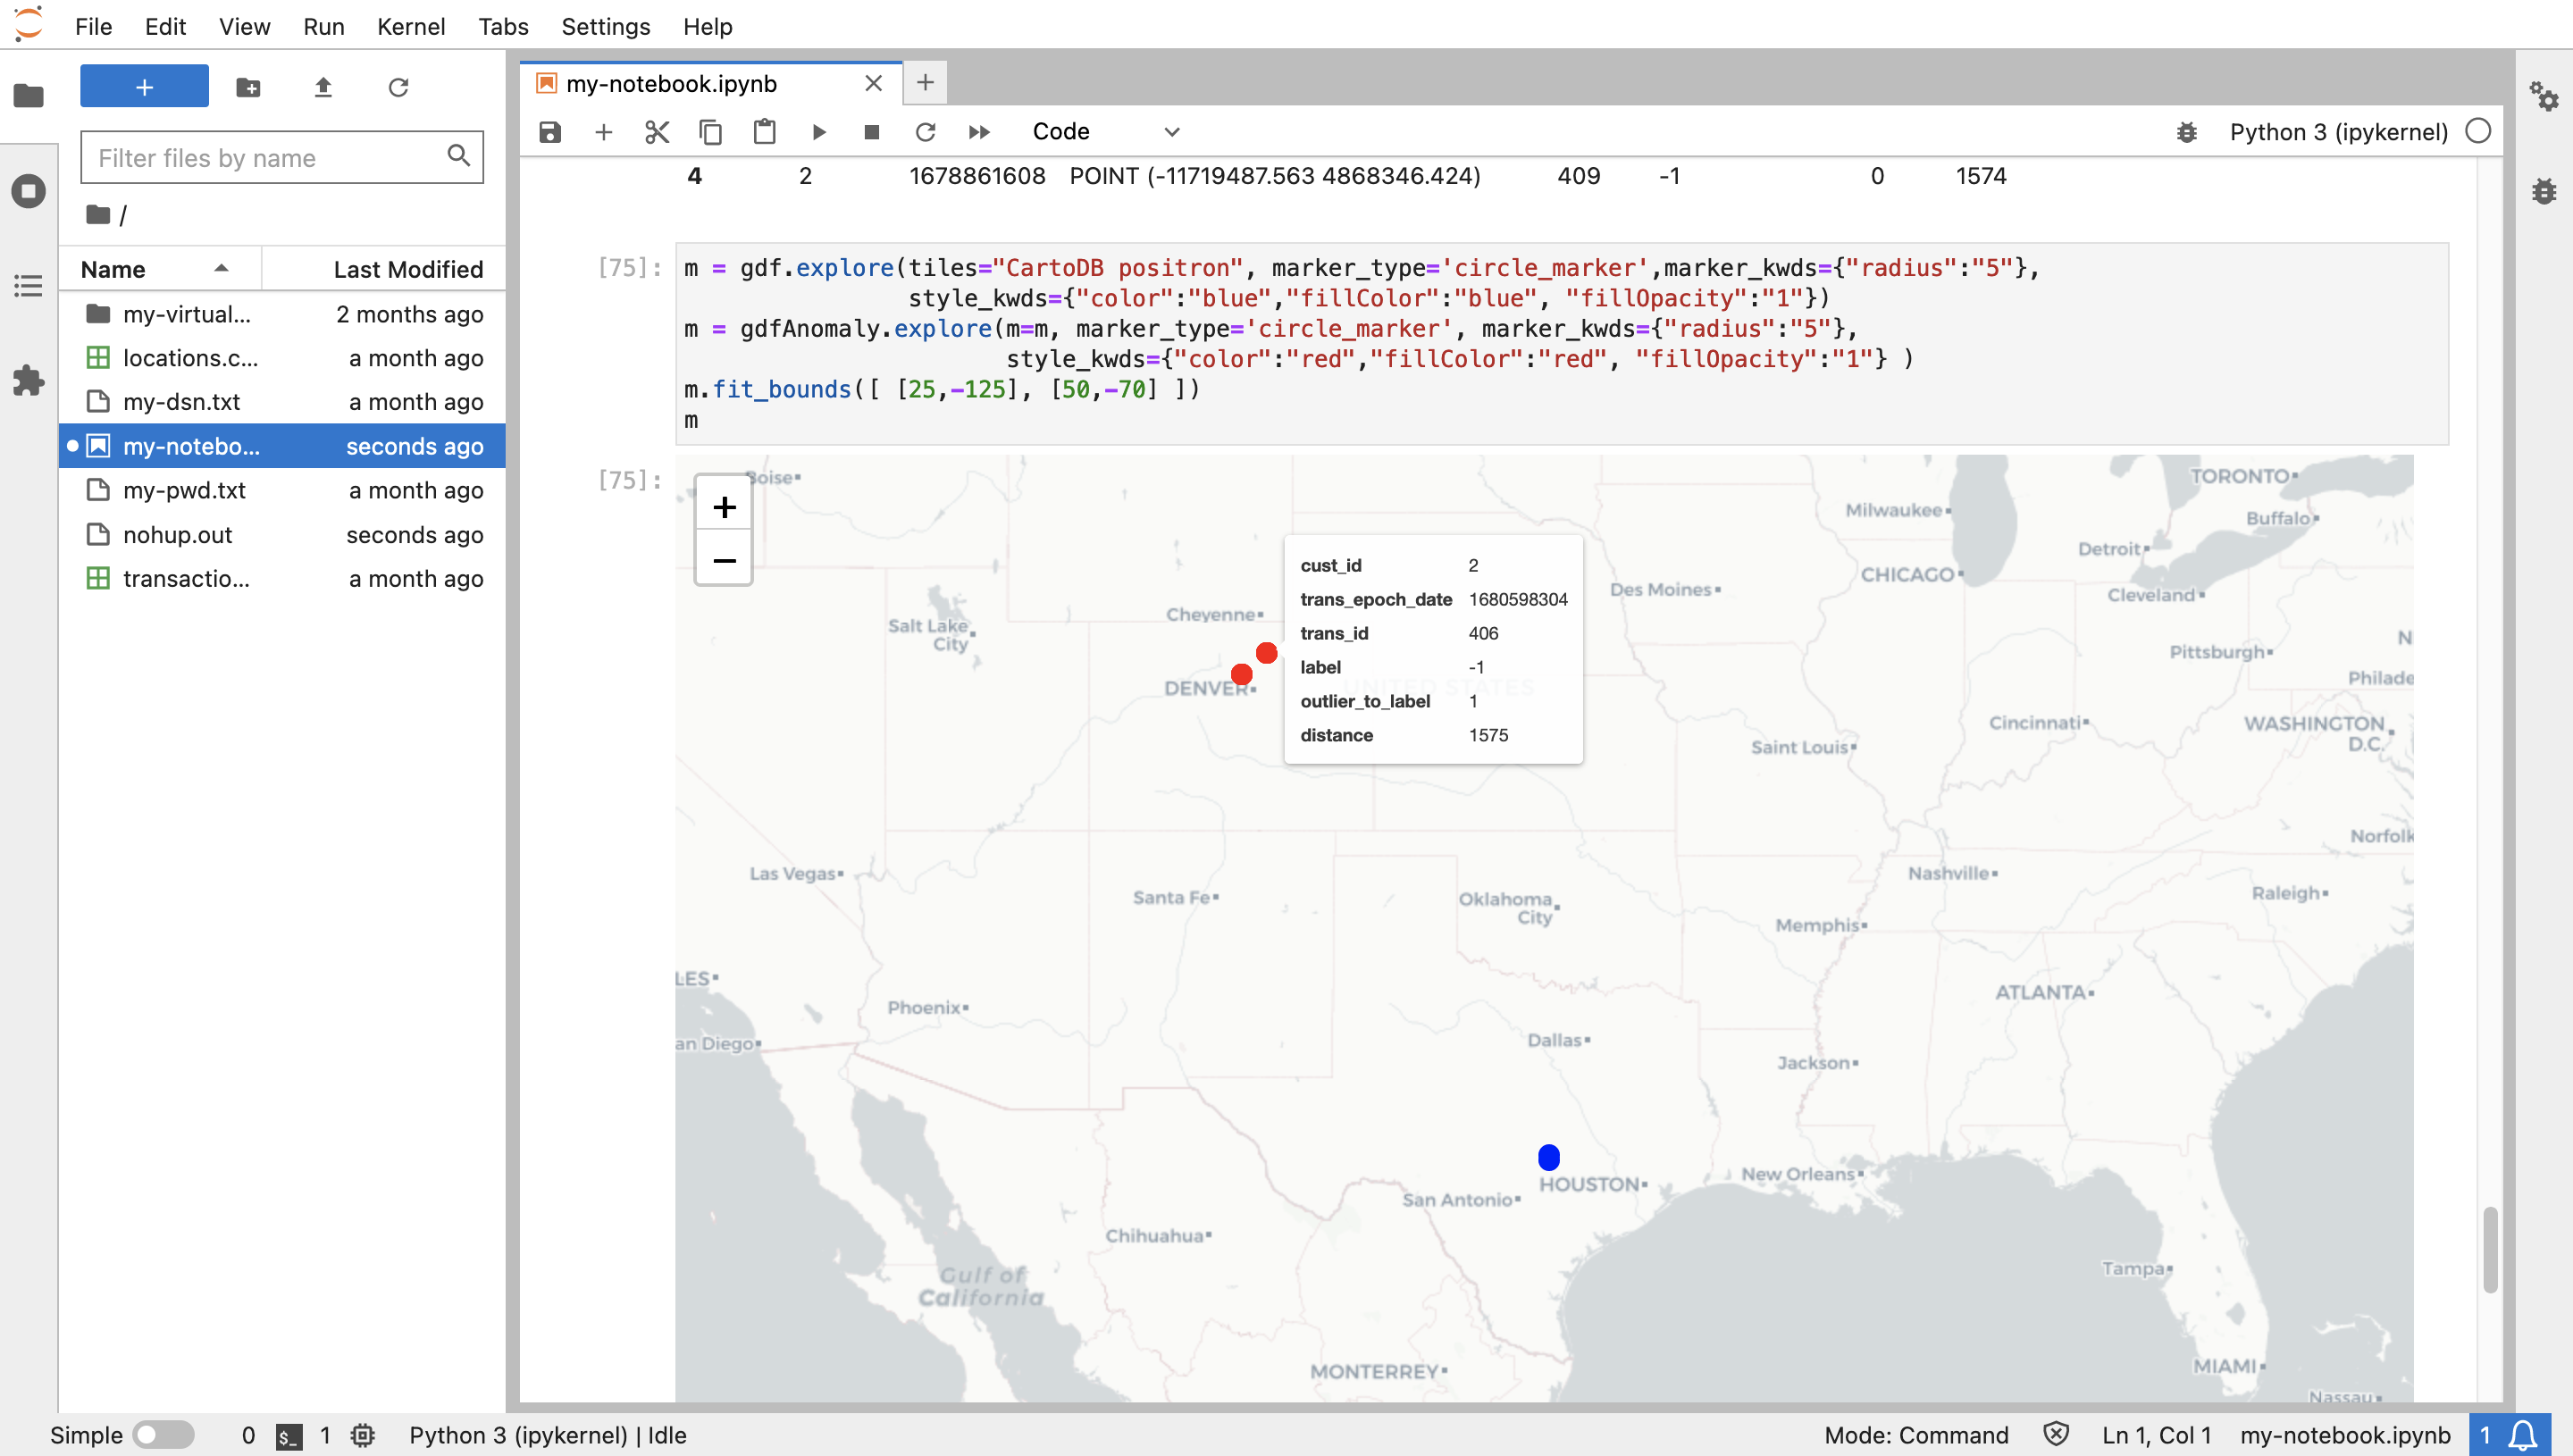 File Edit View Run Kernel Tabs Settings Help
+
Filter files by name
/
Name Last Modified
my-virtual... 2 months ago
locations.c... a month ago
my-dsn.txt a month ago
my-notebo... seconds ago
my-pwd.txt a month ago
nohup.out seconds ago
transactio... a month ago
my-notebook.ipynb
Code
Python 3 (ipykernel)
4 2 1678861608 POINT (-11719487.563 4868346.424) 409 -1 0 1574
[75]:
m = gdf.explore(tiles="CartoDB positron", marker_type='circle_marker',marker_kwds={"radius":"5"},
style_kwds={"color":"blue","fillColor":"blue", "fillOpacity":"1"})
m = gdfAnomaly.explore(m=m, marker_type='circle_marker', marker_kwds={"radius":"5"},
style_kwds={"color":"red","fillColor":"red", "fillOpacity":"1"} )
m.fit_bounds([ [25,-125], [50,-70] ])
m
[75]:
+
−
Boise
TORONTO
Milwaukee
Buffalo
Detroit
CHICAGO
Des Moines
Cleveland
Cheyenne
Salt Lake
City
N
Pittsburgh
Philade
DENVER
UNITED STATES
cust_id 2
trans_epoch_date 1680598304
trans_id 406
label -1
outlier_to_label 1
distance 1575
Cincinnati
WASHINGTON
D.C.
Saint Louis
Norfolk
Las Vegas
Nashville
Santa Fe
Oklahoma
City
Raleigh
Memphis
LES
ATLANTA
Phoenix
an Diego
Dallas
Jackson
New Orleans
HOUSTON
San Antonio
Chihuahua
Gulf of
California
Tampa
MONTERREY
MIAMI
Nassau
Simple 0 $_ 1 Python 3 (ipykernel) | Idle Mode: Command Ln 1, Col 1 my-notebook.ipynb 1